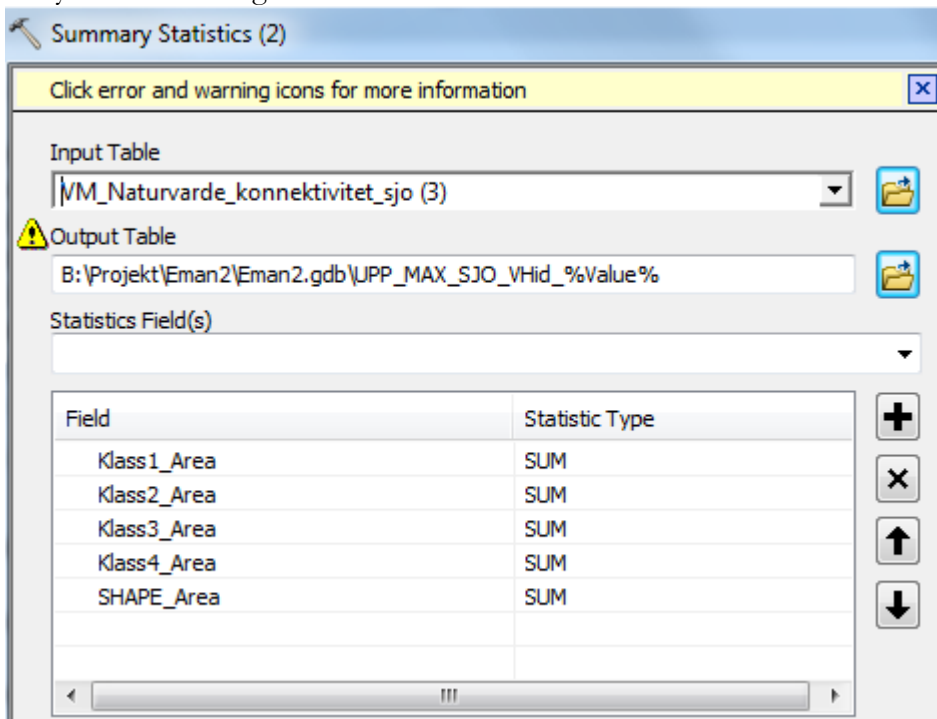 Summary Statistics (2)
Click error and warning icons for more information
Input Table
VM_Naturvarde_konnektivitet_sjo (3)
Output Table
B:\Projekt\Eman2\Eman2.gdb\UPP_MAX_SJO_VHid_%Value%
Statistics Field(s)
Field Statistic Type
Klass1_Area SUM
Klass2_Area SUM
Klass3_Area SUM
Klass4_Area SUM
SHAPE_Area SUM